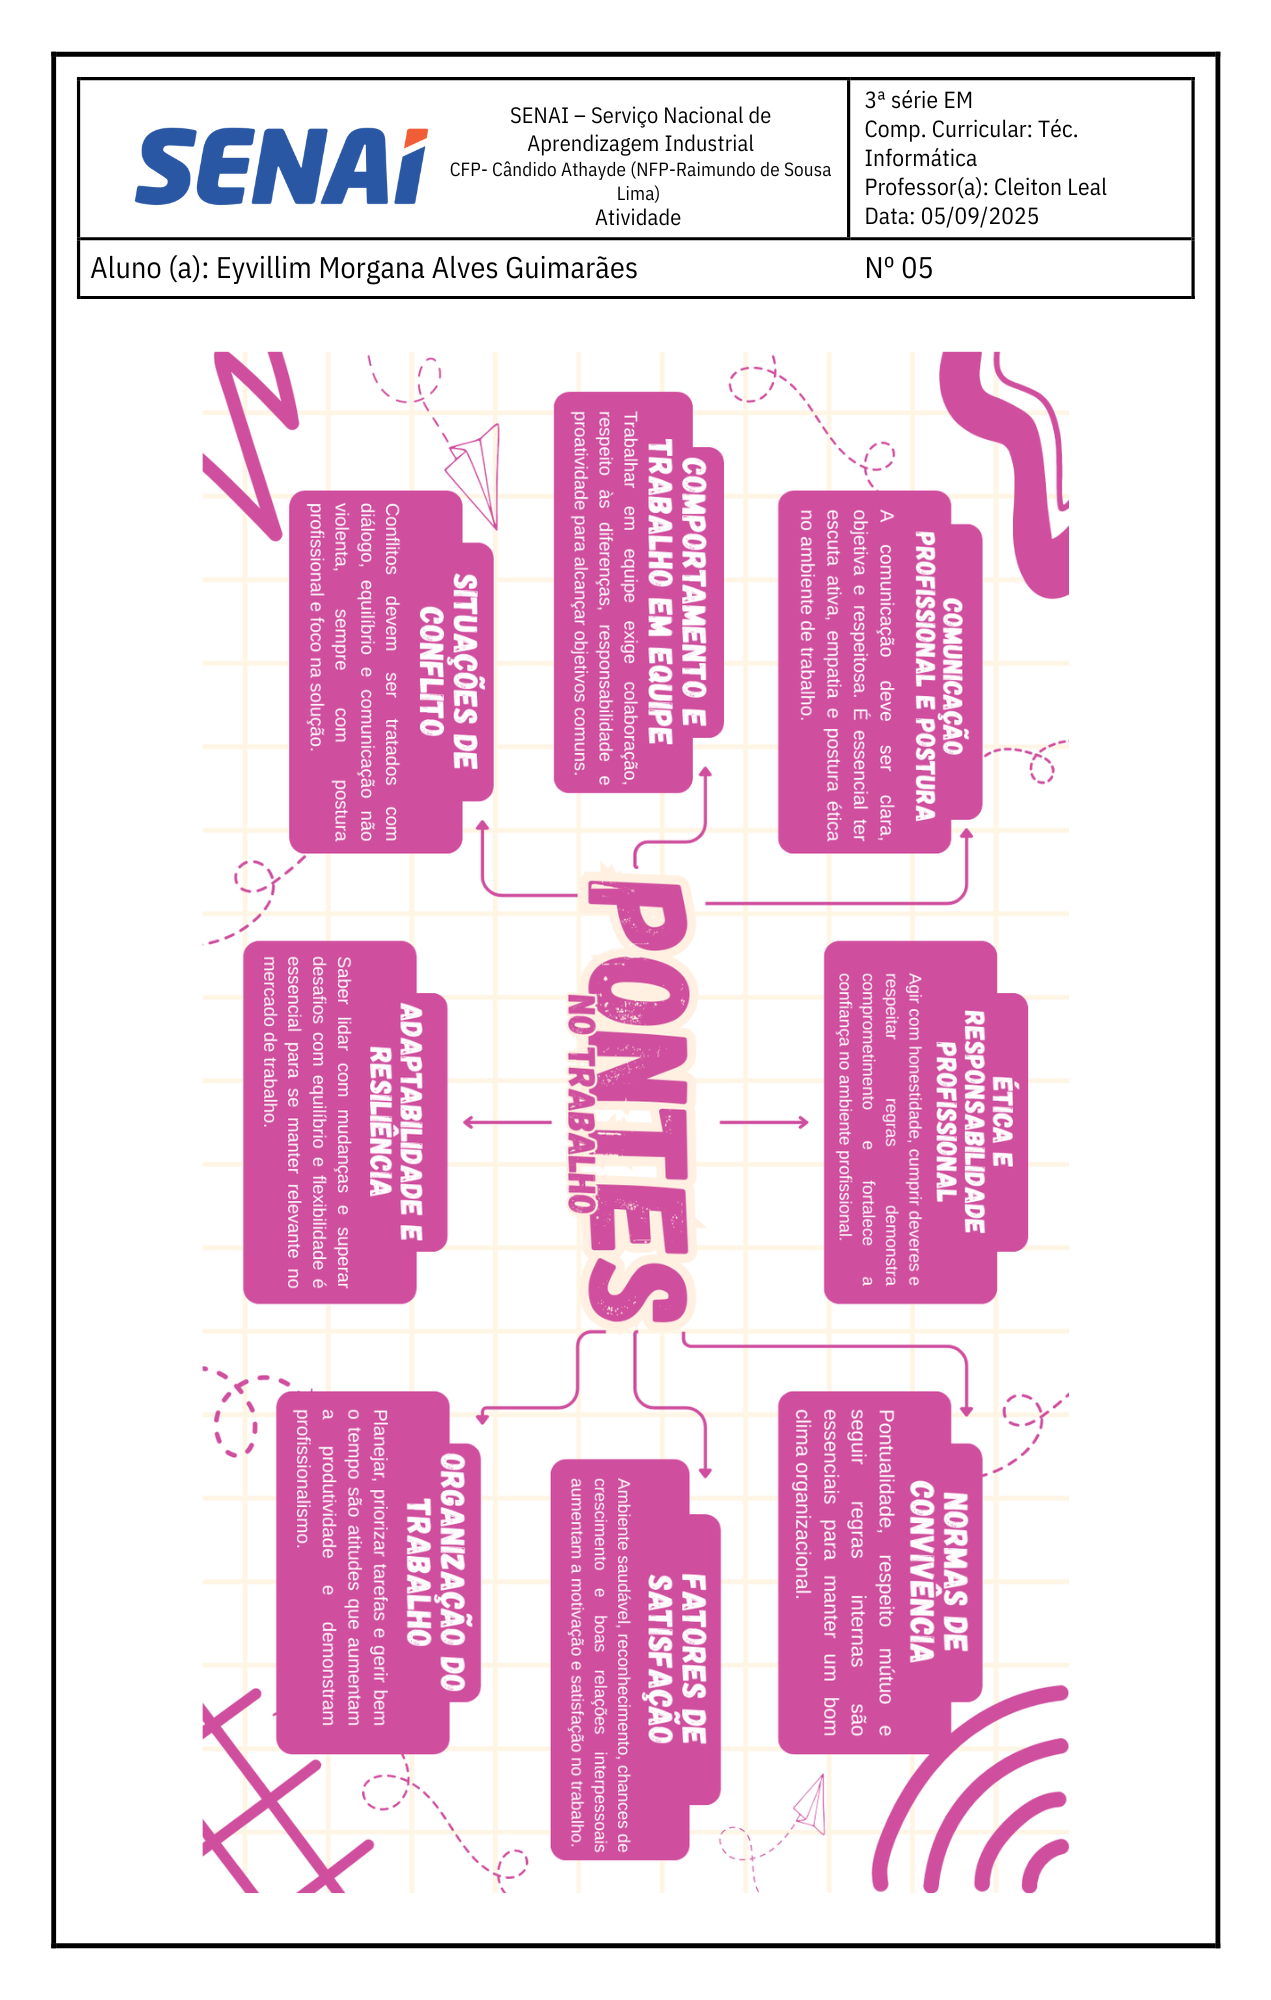 SENAI
SENAI – Serviço Nacional de
Aprendizagem Industrial
CFP- Cândido Athayde (NFP-Raimundo de Sousa
Lima)
Atividade
3ª série EM
Comp. Curricular: Téc.
Informática
Professor(a): Cleiton Leal
Data: 05/09/2025
Aluno (a): Eyvillim Morgana Alves Guimarães
Nº 05
COMUNICAÇÃO
PROFISSIONAL E POSTURA
A comunicação deve ser clara,
objetiva e respeitosa. É essencial ter
escuta ativa, empatia e postura ética
no ambiente de trabalho.
ÉTICA E
RESPONSABILIDADE
PROFISSIONAL
Agir com honestidade, cumprir deveres e
respeitar regras demonstra
comprometimento e fortalece a
confiança no ambiente profissional.
NORMAS DE
CONVIVÊNCIA
Pontualidade, respeito mútuo e
seguir regras internas são
essenciais para manter um bom
clima organizacional.
COMPORTAMENTO E
TRABALHO EM EQUIPE
Trabalhar em equipe exige colaboração,
respeito às diferenças, responsabilidade e
proatividade para alcançar objetivos comuns.
PONTES
NO TRABALHO
FATORES DE
SATISFAÇÃO
Ambiente saudável, reconhecimento, chances de
crescimento e boas relações interpessoais
aumentam a motivação e satisfação no trabalho.
SITUAÇÕES DE
CONFLITO
Conflitos devem ser tratados com
diálogo, equilíbrio e comunicação não
violenta, sempre com postura
profissional e foco na solução.
ADAPTABILIDADE E
RESILIÊNCIA
Saber lidar com mudanças e superar
desafios com equilíbrio e flexibilidade é
essencial para se manter relevante no
mercado de trabalho.
ORGANIZAÇÃO DO
TRABALHO
Planejar, priorizar tarefas e gerir bem
o tempo são atitudes que aumentam
a produtividade e demonstram
profissionalismo.